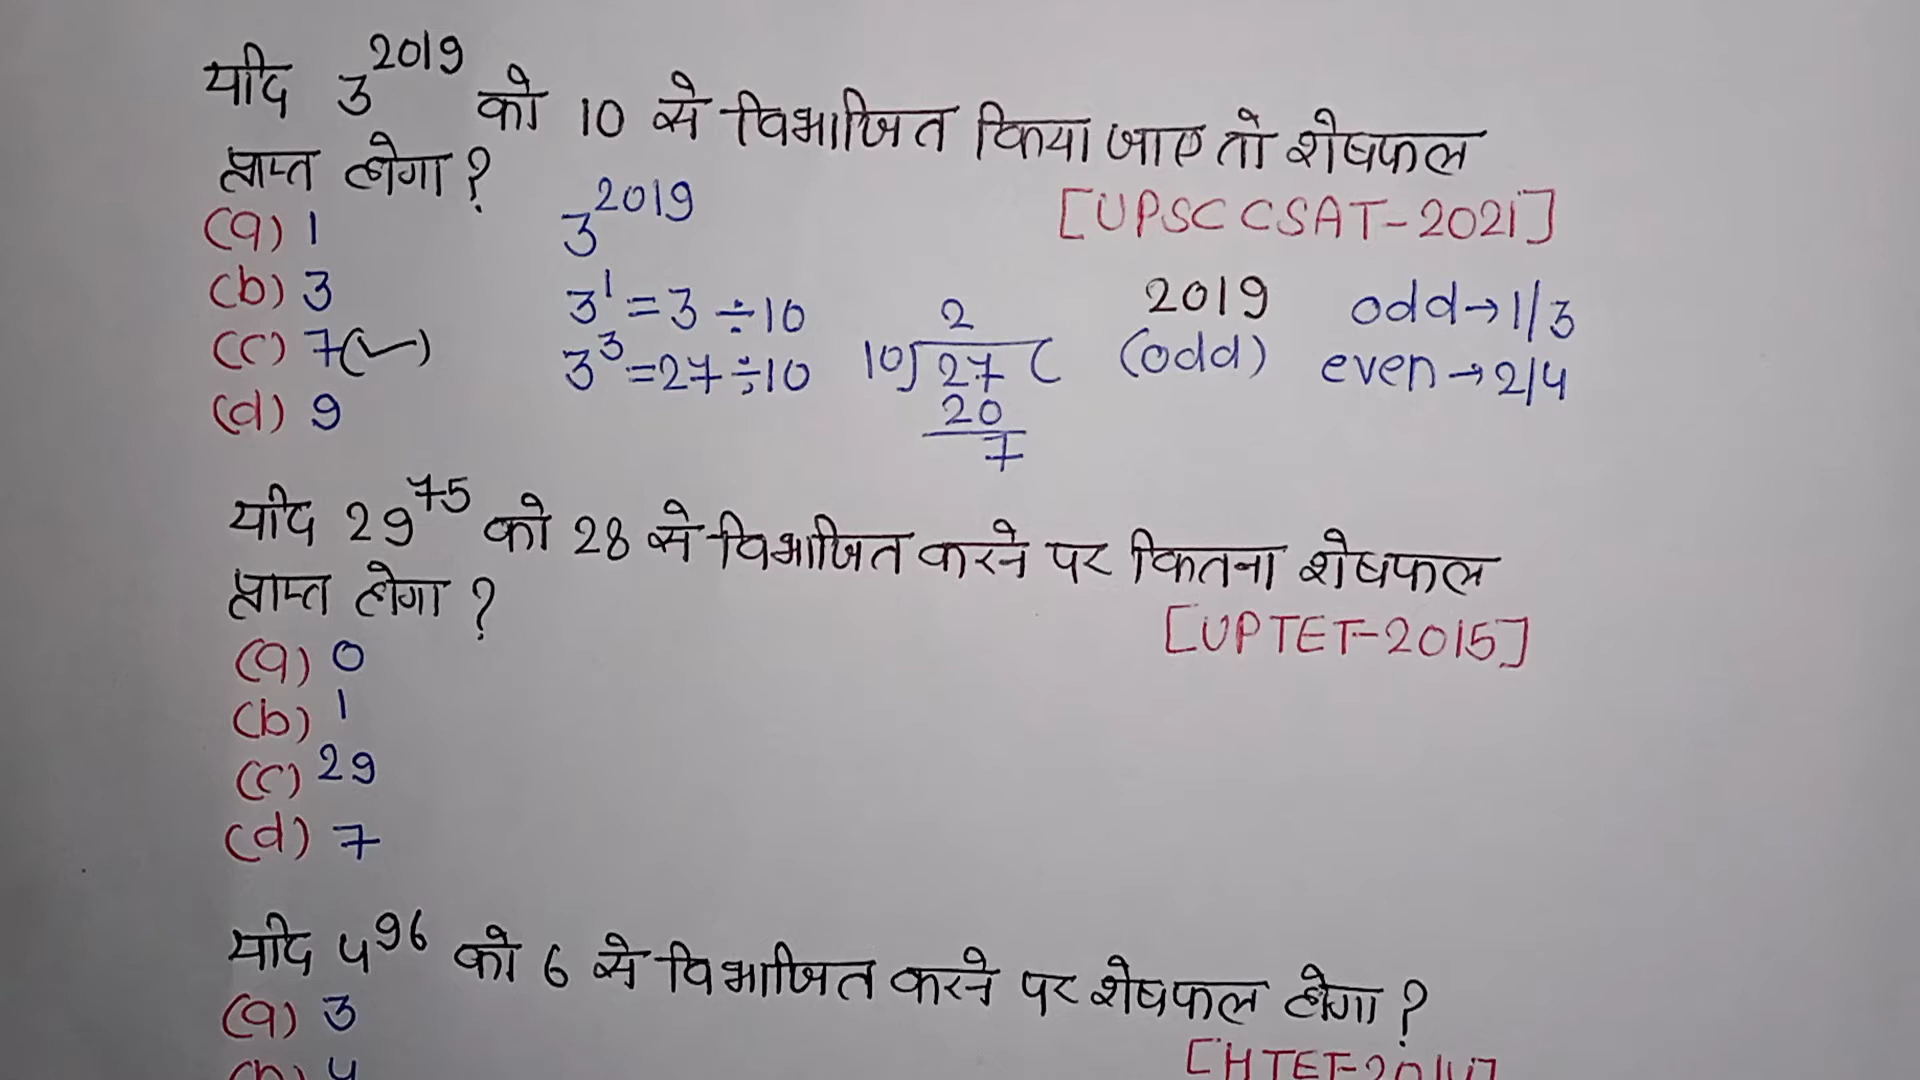 यदि 3^2019 को 10 से विभाजित किया जाए तो शेषफल
प्राप्त होगा?
[UPSC CSAT-2021]
(a) 1
(b) 3
(c) 7(✓)
(d) 9
3^2019
3^1 = 3 ÷ 10
3^3 = 27 ÷ 10
2
10)27(
20
7
2019
(odd)
odd → 1/3
even → 2/4
यदि 29^75 को 28 से विभाजित करने पर कितना शेषफल
प्राप्त होगा?
[UPTET-2015]
(a) 0
(b) 1
(c) 29
(d) 7
यदि 4^96 को 6 से विभाजित करने पर शेषफल होगा?
(a) 3
[HTET-2014]
(b) 4